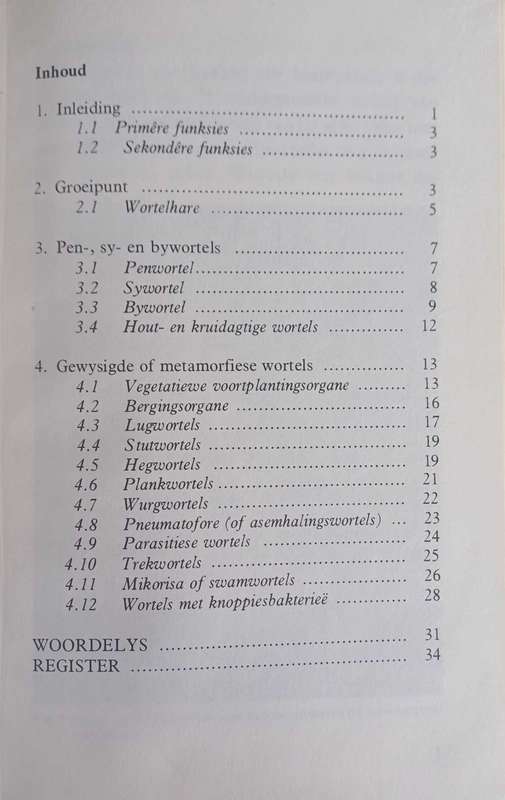 Inhoud
1. Inleiding ................................................ 1
1.1 Primêre funksies ............................. 3
1.2 Sekondêre funksies ......................... 3
2. Groeipunt .............................................. 3
2.1 Wortelhare .................................. 5
3. Pen-, sy- en bywortels .............................. 7
3.1 Penwortel..................................... 7
3.2 Sywortel ..................................... 8
3.3 Bywortel ..................................... 9
3.4 Hout- en kruidagtige wortels .............. 12
4. Gewysigde of metamorfiese wortels ............... 13
4.1 Vegetatiewe voortplantingsorgane ......... 13
4.2 Bergingsorgane .............................. 16
4.3 Lugwortels ................................... 17
4.4 Stutwortels ................................... 19
4.5 Hegwortels ................................... 19
4.6 Plankwortels .................................. 21
4.7 Wurgwortels .................................. 22
4.8 Pneumatofore (of asemhalingswortels) ... 23
4.9 Parasitiese wortels .......................... 24
4.10 Trekwortels ................................... 25
4.11 Mikorisa of swamwortels ................... 26
4.12 Wortels met knoppiesbakterieë ............. 28
WOORDELYS ............................................ 31
REGISTER ................................................. 34